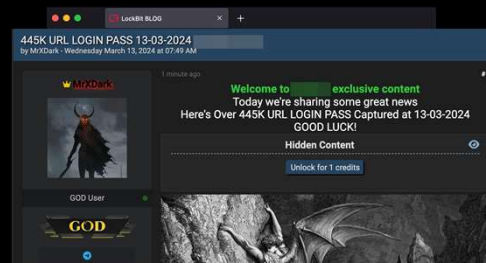 LockBit BLOG
445K URL LOGIN PASS 13-03-2024
by MrXDark - Wednesday March 13, 2024 at 07:49 AM
MrXDark
GOD User
GOD
1 minute ago
#
Welcome to exclusive content
Today we're sharing some great news
Here's Over 445K URL LOGIN PASS Captured at 13-03-2024
GOOD LUCK!
Hidden Content
Unlock for 1 credits